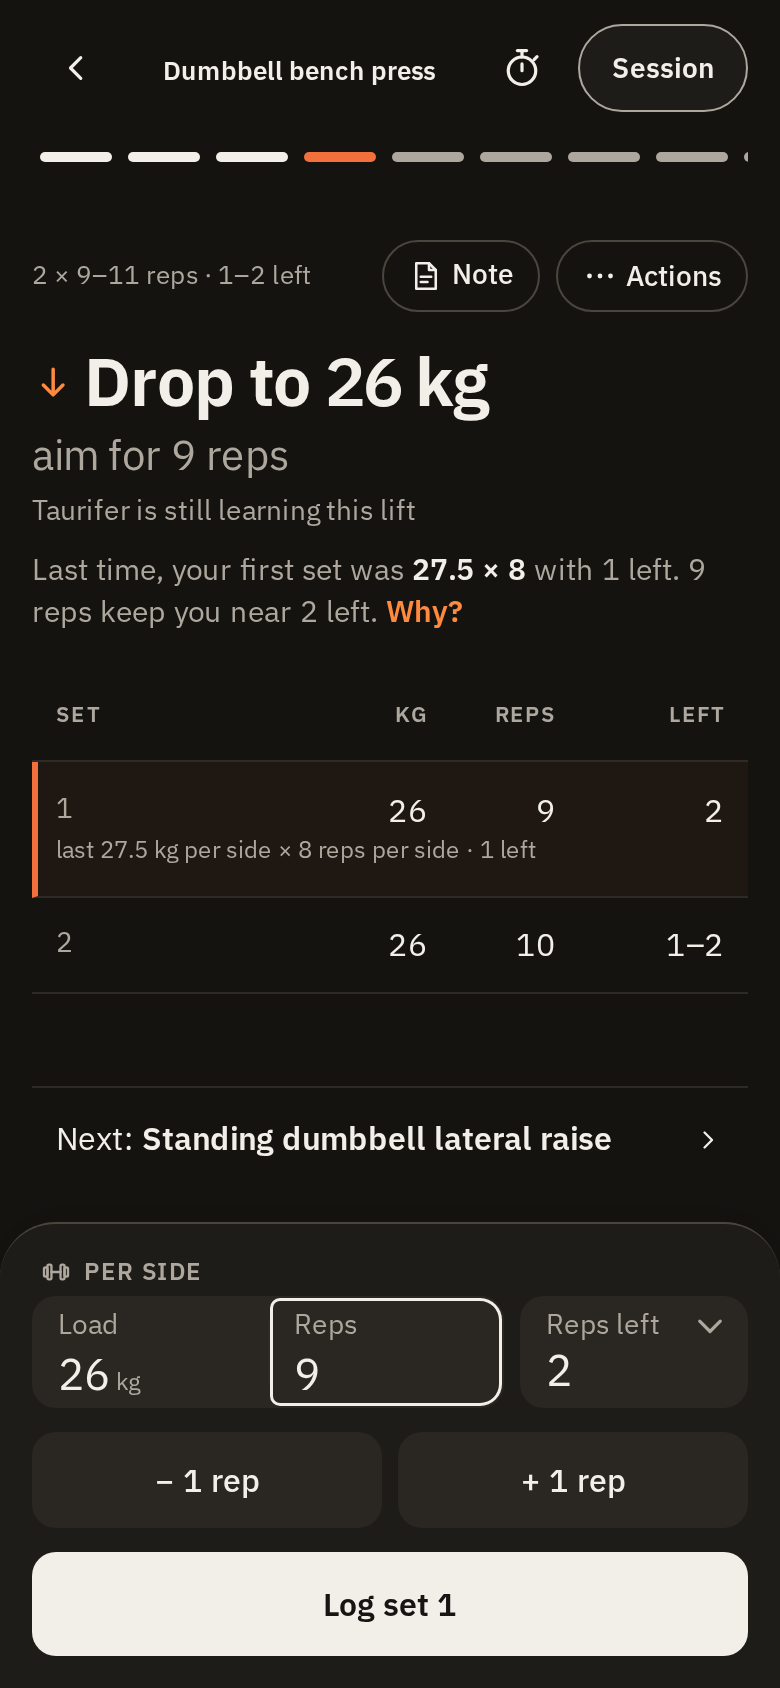 Dumbbell bench press
Session
2 × 9–11 reps · 1–2 left
Note
Actions
↓ Drop to 26 kg
aim for 9 reps
Taurifer is still learning this lift
Last time, your first set was 27.5 × 8 with 1 left. 9
reps keep you near 2 left. Why?
SET KG REPS LEFT
1 26 9 2
last 27.5 kg per side × 8 reps per side · 1 left
2 26 10 1–2
Next: Standing dumbbell lateral raise
PER SIDE
Load Reps Reps left
26 kg 9 2
− 1 rep + 1 rep
Log set 1